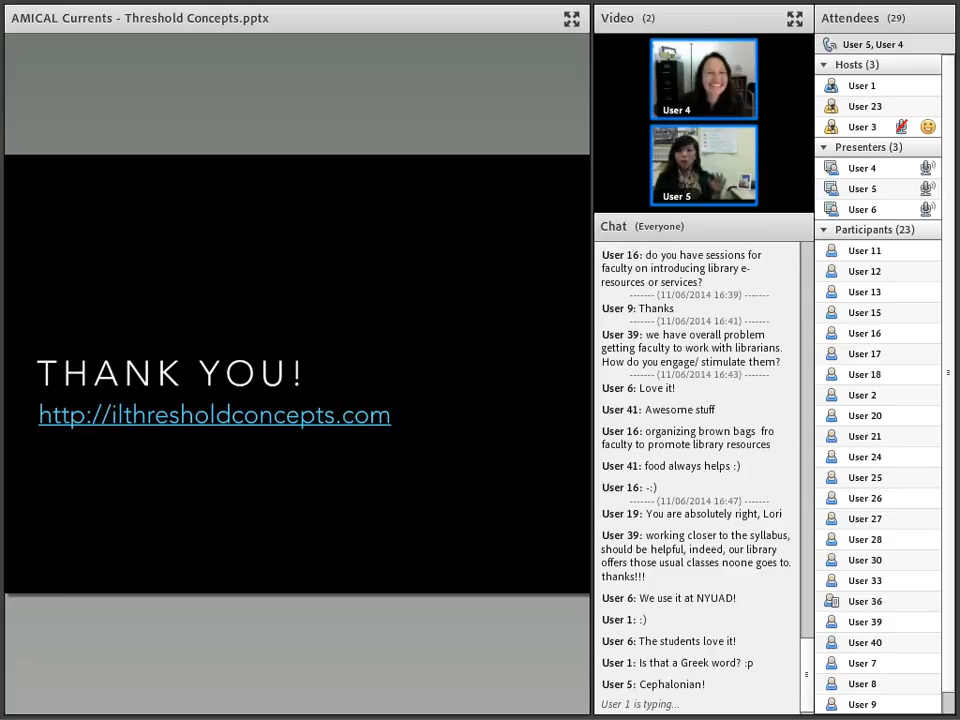 AMICAL Currents - Threshold Concepts.pptx
THANK YOU!
http://ilthresholdconcepts.com
Video (2)
User 4
User 5
Chat (Everyone)
User 16: do you have sessions for
faculty on introducing library e-
resources or services?
------- (11/06/2014 16:39) -------
User 9: Thanks
------- (11/06/2014 16:41) -------
User 39: we have overall problem
getting faculty to work with librarians.
How do you engage/ stimulate them?
------- (11/06/2014 16:43) -------
User 6: Love it!
User 41: Awesome stuff
User 16: organizing brown bags fro
faculty to promote library resources
User 41: food always helps :)
User 16: -:)
------- (11/06/2014 16:47) -------
User 19: You are absolutely right, Lori
User 39: working closer to the syllabus,
should be helpful, indeed, our library
offers those usual classes noone goes to.
thanks!!!
User 6: We use it at NYUAD!
User 1: :)
User 6: The students love it!
User 1: Is that a Greek word? :p
User 5: Cephalonian!
User 1 is typing...
Attendees (29)
User 5, User 4
Hosts (3)
User 1
User 23
User 3
Presenters (3)
User 4
User 5
User 6
Participants (23)
User 11
User 12
User 13
User 15
User 16
User 17
User 18
User 2
User 20
User 21
User 24
User 25
User 26
User 27
User 28
User 30
User 33
User 36
User 39
User 40
User 7
User 8
User 9